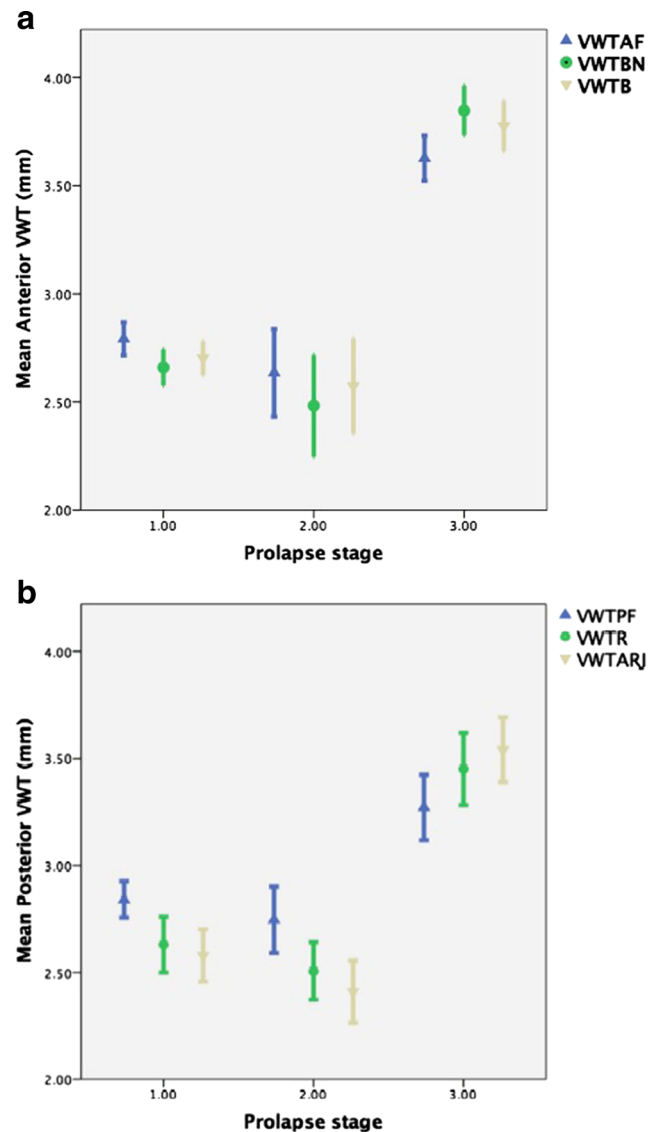 a
VWTAF
VWTBN
VWTB
4.00
3.50
3.00
2.50
2.00
Mean Anterior VWT (mm)
1.00 2.00 3.00
Prolapse stage
b
VWTPF
VWTR
VWTARJ
4.00
3.50
3.00
2.50
2.00
Mean Posterior VWT (mm)
1.00 2.00 3.00
Prolapse stage